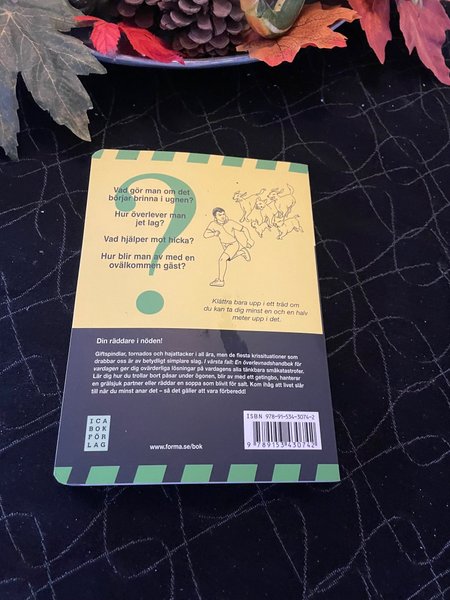 Vad gör man om det
börjar brinna i ugnen?
Hur överlever man
jet lag?
Vad hjälper mot hicka?
Hur blir man av med en
ovälkommen gäst?
?
Klättra bara upp i ett träd om
du kan ta dig minst en och en halv
meter upp i det.
Din räddare i nöden!
Giftspindlar, tornados och hajattacker i all ära, men de flesta krissituationer som
drabbar oss är av betydligt simplare slag. I värsta fall: En överlevnadshandbok för
vardagen ger dig ovärderliga lösningar på vardagens alla tänkbara småkatastrofer.
Lär dig hur du trollar bort påsar under ögonen, blir av med ett getingbo, hanterar
en grälsjuk partner eller räddar en soppa som blivit för salt. Kom ihåg att livet slår
till när du minst anar det – så det gäller att vara förberedd!
ICA
BOK
FÖR
LAG
www.forma.se/bok
ISBN 978-91-534-3074-2
9 789153 430742